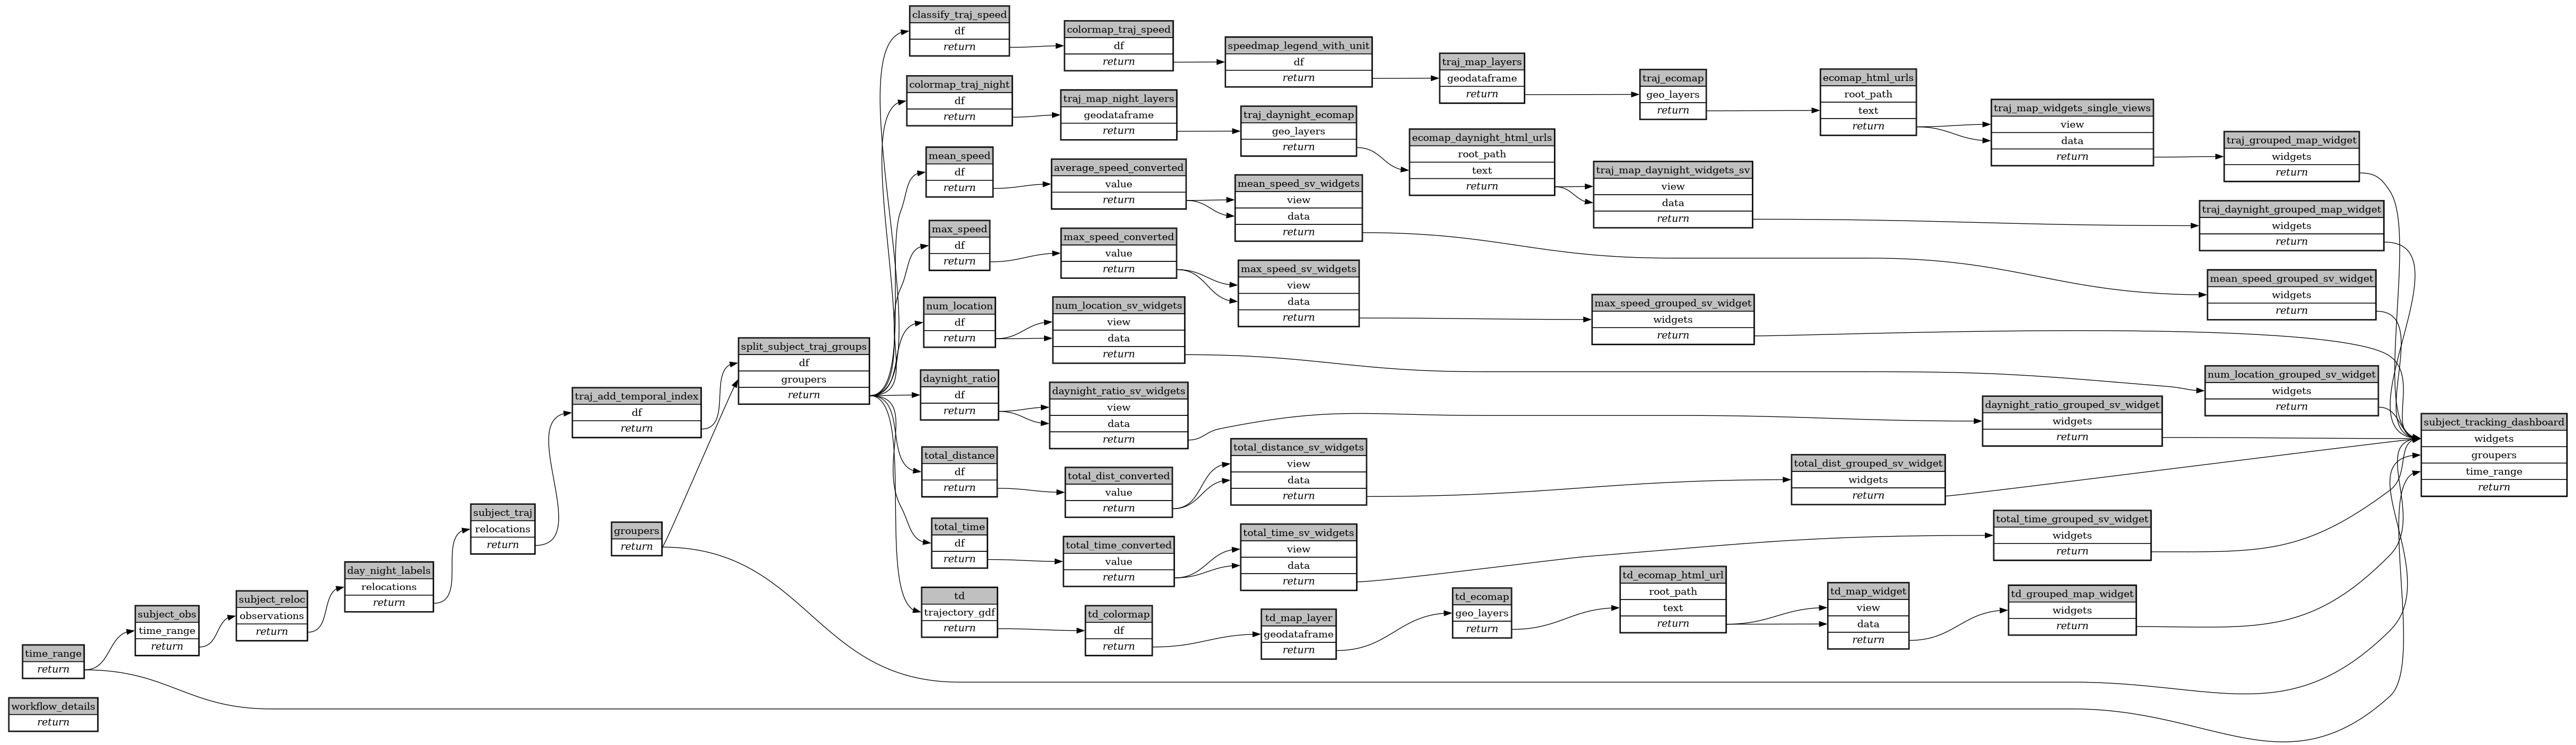 classify_traj_speed
df
return
colormap_traj_speed
df
return
speedmap_legend_with_unit
df
return
traj_map_layers
geodataframe
return
traj_ecomap
geo_layers
return
ecomap_html_urls
root_path
text
return
traj_map_widgets_single_views
view
data
return
traj_grouped_map_widget
widgets
return
colormap_traj_night
df
return
traj_map_night_layers
geodataframe
return
traj_daynight_ecomap
geo_layers
return
ecomap_daynight_html_urls
root_path
text
return
traj_map_daynight_widgets_sv
view
data
return
traj_daynight_grouped_map_widget
widgets
return
mean_speed
df
return
average_speed_converted
value
return
mean_speed_sv_widgets
view
data
return
mean_speed_grouped_sv_widget
widgets
return
max_speed
df
return
max_speed_converted
value
return
max_speed_sv_widgets
view
data
return
max_speed_grouped_sv_widget
widgets
return
num_location
df
return
num_location_sv_widgets
view
data
return
num_location_grouped_sv_widget
widgets
return
split_subject_traj_groups
df
groupers
return
daynight_ratio
df
return
daynight_ratio_sv_widgets
view
data
return
daynight_ratio_grouped_sv_widget
widgets
return
subject_tracking_dashboard
widgets
groupers
time_range
return
traj_add_temporal_index
df
return
total_distance
df
return
total_dist_converted
value
return
total_distance_sv_widgets
view
data
return
total_dist_grouped_sv_widget
widgets
return
subject_traj
relocations
return
groupers
return
total_time
df
return
total_time_converted
value
return
total_time_sv_widgets
view
data
return
total_time_grouped_sv_widget
widgets
return
day_night_labels
relocations
return
td
trajectory_gdf
return
td_colormap
df
return
td_map_layer
geodataframe
return
td_ecomap
geo_layers
return
td_ecomap_html_url
root_path
text
return
td_map_widget
view
data
return
td_grouped_map_widget
widgets
return
subject_reloc
observations
return
subject_obs
time_range
return
time_range
return
workflow_details
return